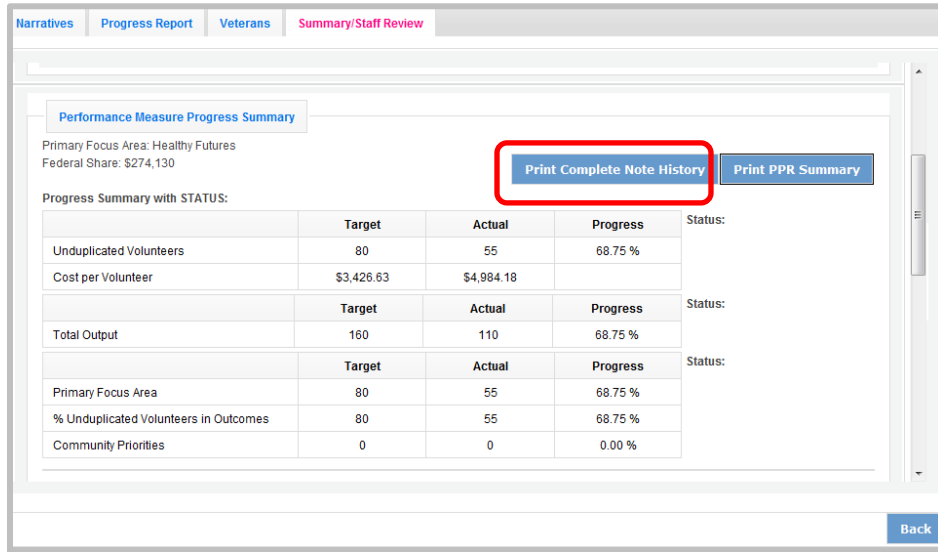 Narratives Progress Report Veterans Summary/Staff Review
Performance Measure Progress Summary
Primary Focus Area: Healthy Futures
Federal Share: $274,130
Print Complete Note History Print PPR Summary
Progress Summary with STATUS:
Target Actual Progress Status:
Unduplicated Volunteers 80 55 68.75 %
Cost per Volunteer $3,426.63 $4,984.18
Target Actual Progress Status:
Total Output 160 110 68.75 %
Target Actual Progress Status:
Primary Focus Area 80 55 68.75 %
% Unduplicated Volunteers in Outcomes 80 55 68.75 %
Community Priorities 0 0 0.00 %
Back